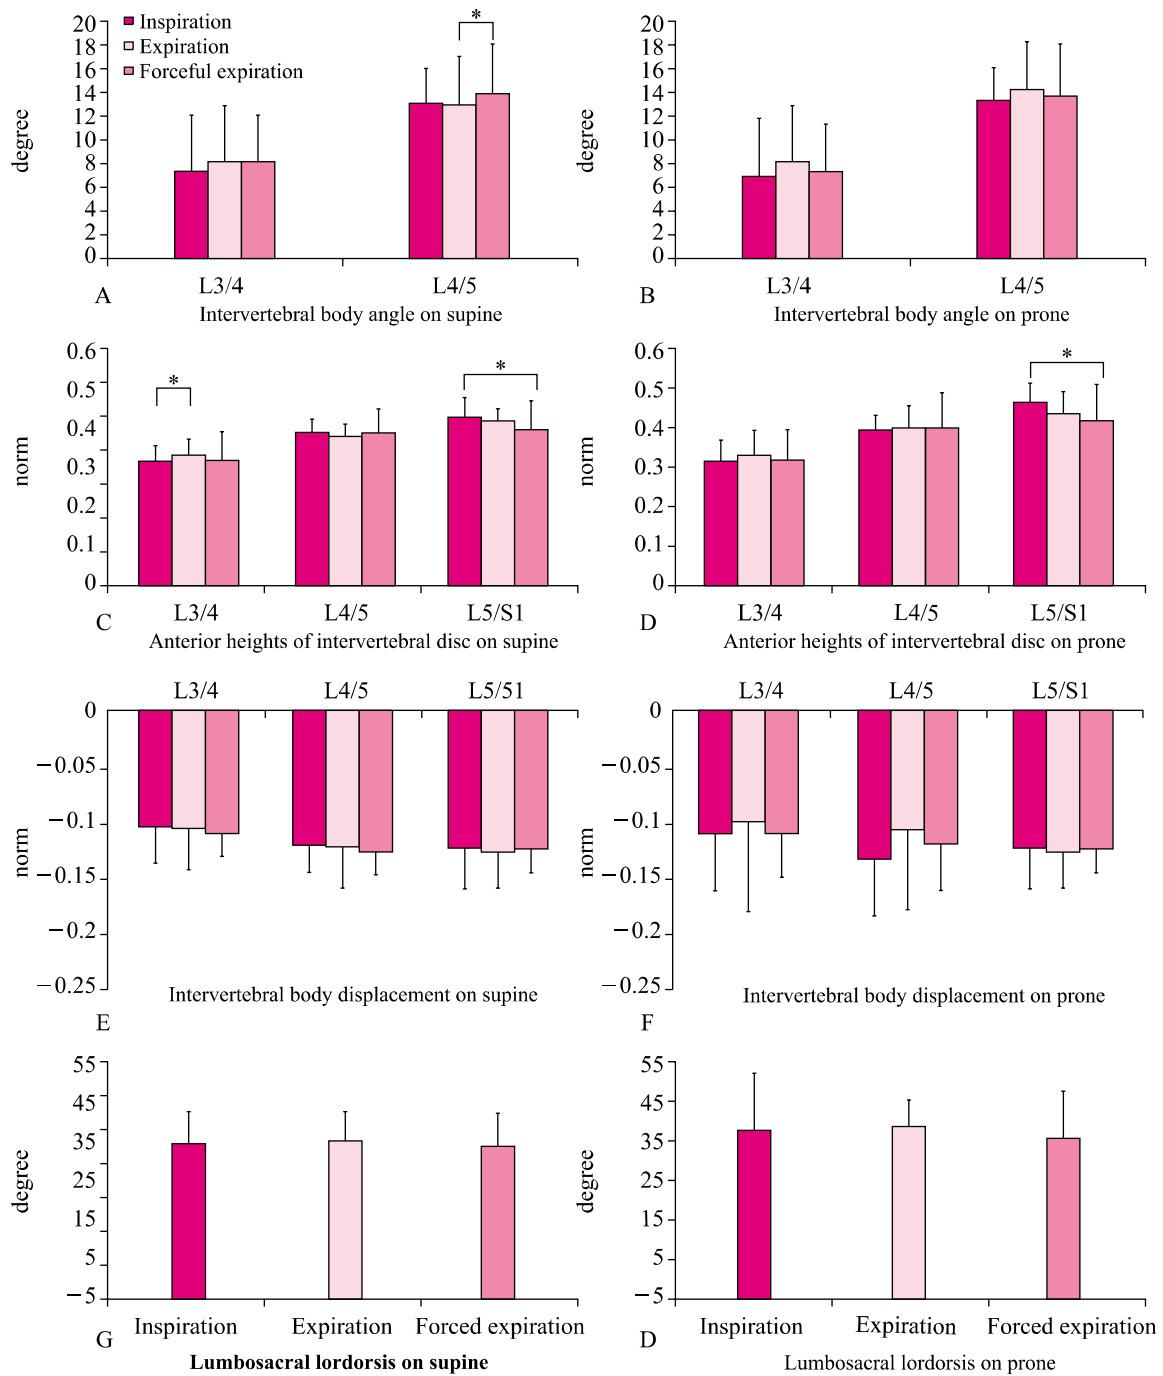 20
18
16
14
12
10
8
6
4
2
0
degree
Inspiration
Expiration
Forceful expiration
*
L3/4
L4/5
A
Intervertebral body angle on supine
20
18
16
14
12
10
8
6
4
2
0
degree
L3/4
L4/5
B
Intervertebral body angle on prone
0.6
0.5
0.4
0.3
0.2
0.1
0
norm
*
*
L3/4
L4/5
L5/S1
C
Anterior heights of intervertebral disc on supine
0.6
0.5
0.4
0.3
0.2
0.1
0
norm
*
L3/4
L4/5
L5/S1
D
Anterior heights of intervertebral disc on prone
L3/4
L4/5
L5/51
0
−0.05
−0.1
−0.15
−0.2
−0.25
norm
Intervertebral body displacement on supine
E
L3/4
L4/5
L5/S1
0
−0.05
−0.1
−0.15
−0.2
−0.25
norm
Intervertebral body displacement on prone
F
55
45
35
25
15
5
−5
degree
Inspiration
Expiration
Forced expiration
G
Lumbosacral lordorsis on supine
55
45
35
25
15
5
−5
degree
Inspiration
Expiration
Forced expiration
D
Lumbosacral lordorsis on prone